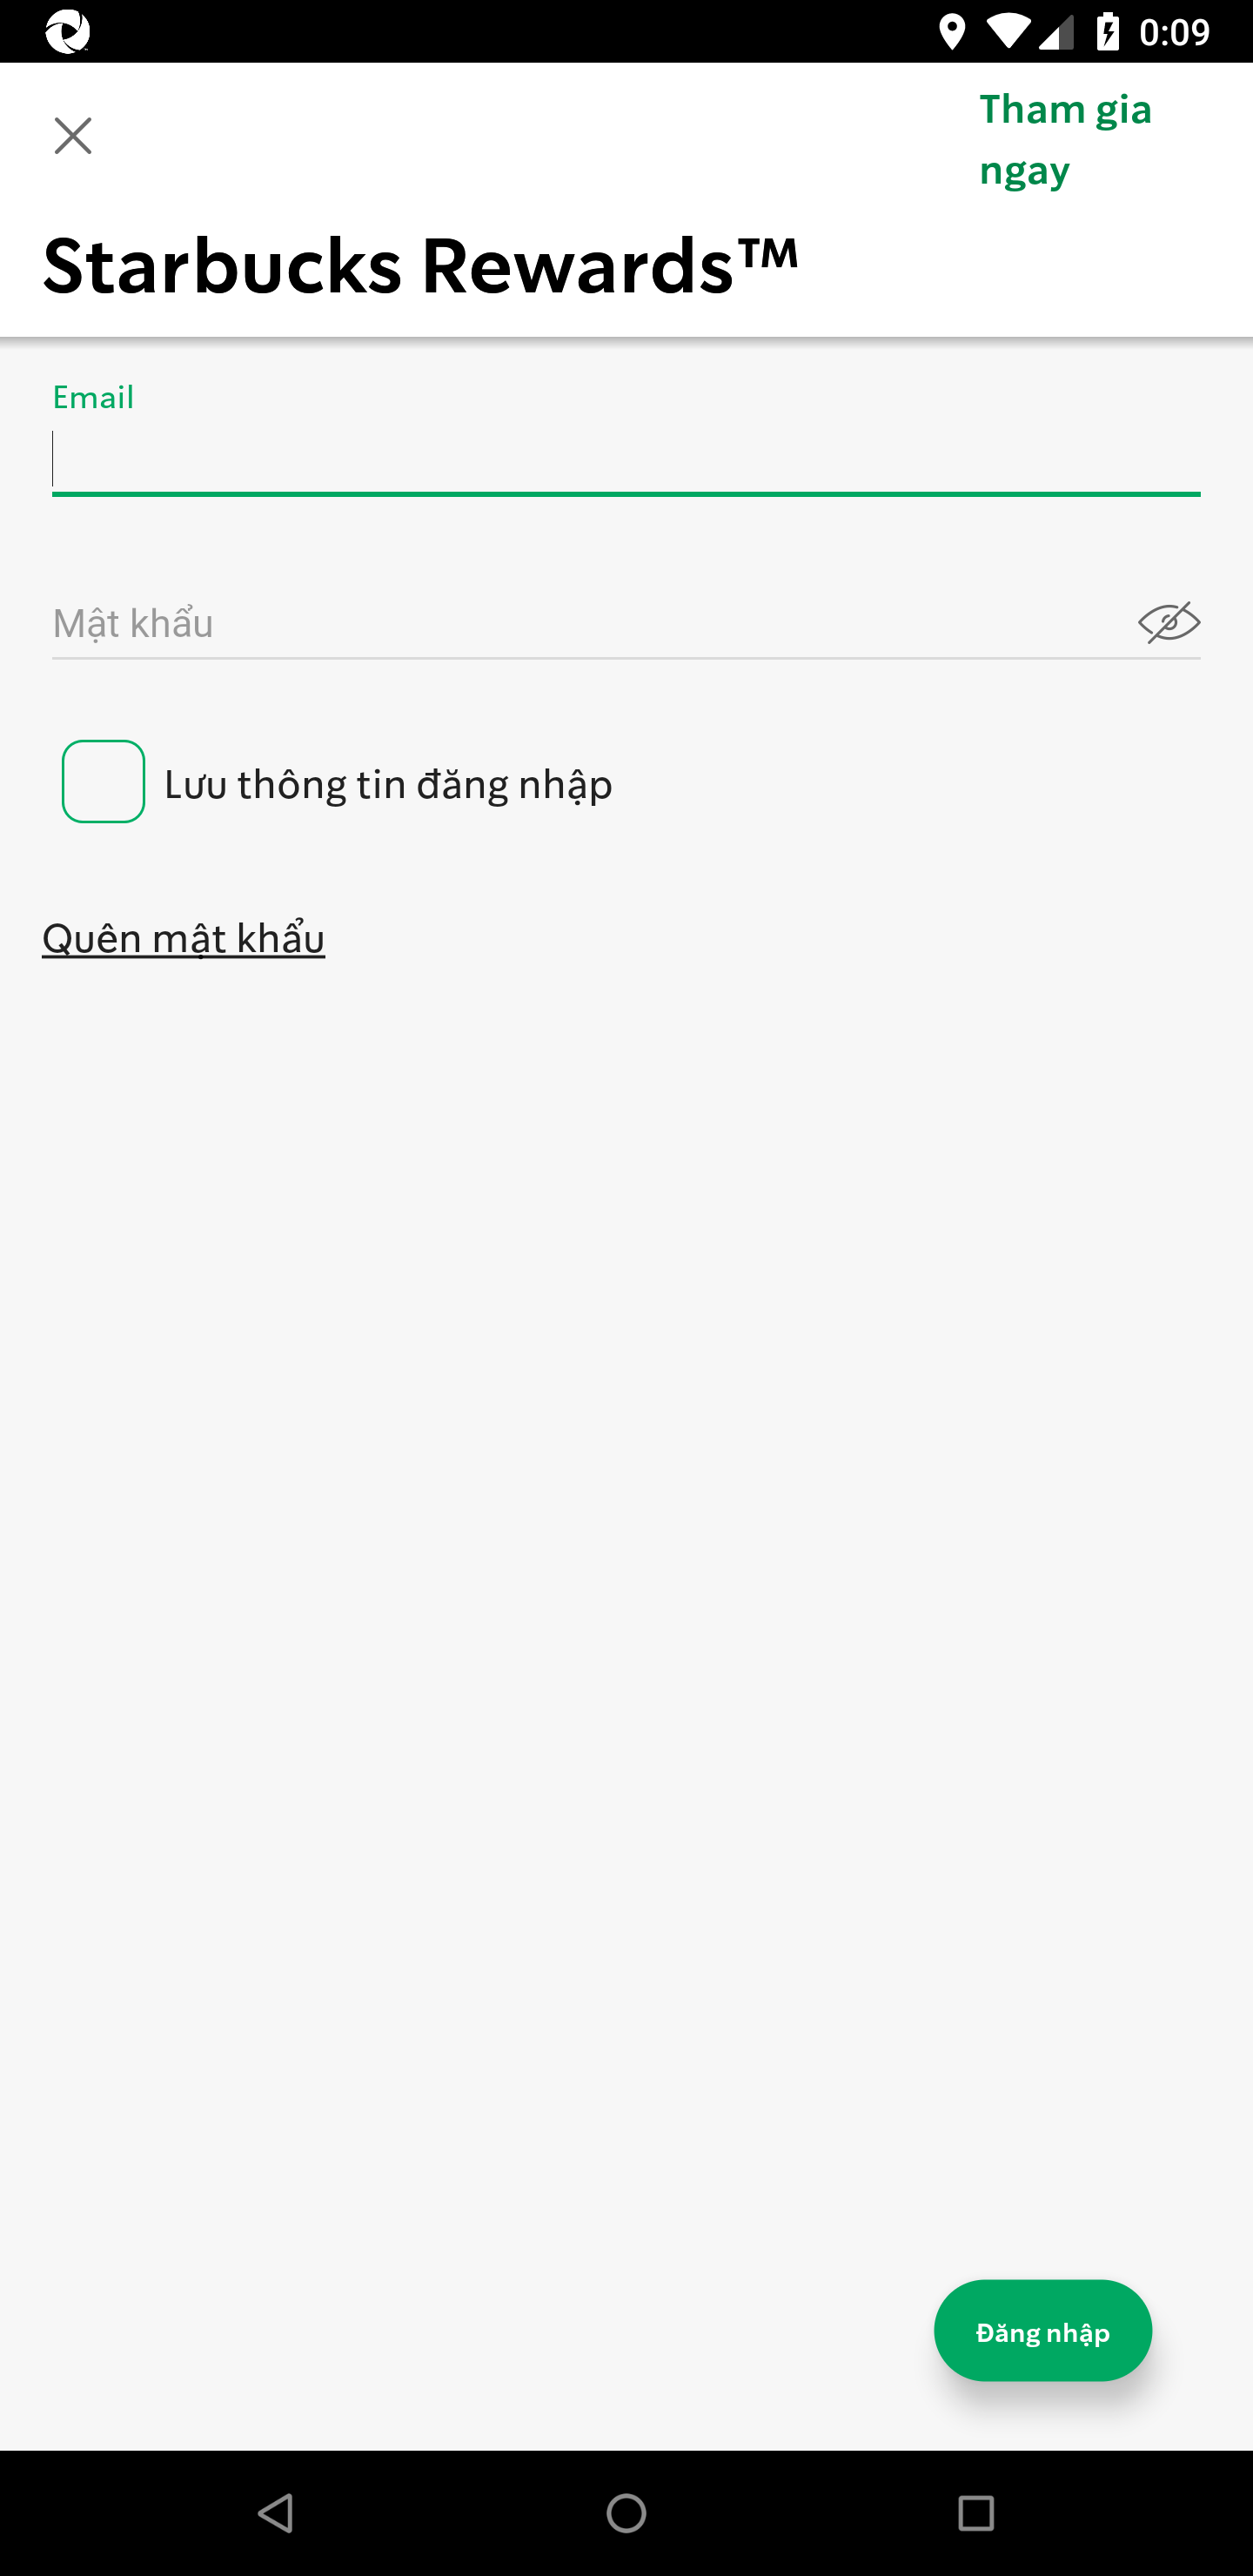 0:09
Tham gia
ngay
Starbucks Rewards™
Email
Mật khẩu
Lưu thông tin đăng nhập
Quên mật khẩu
Đăng nhập